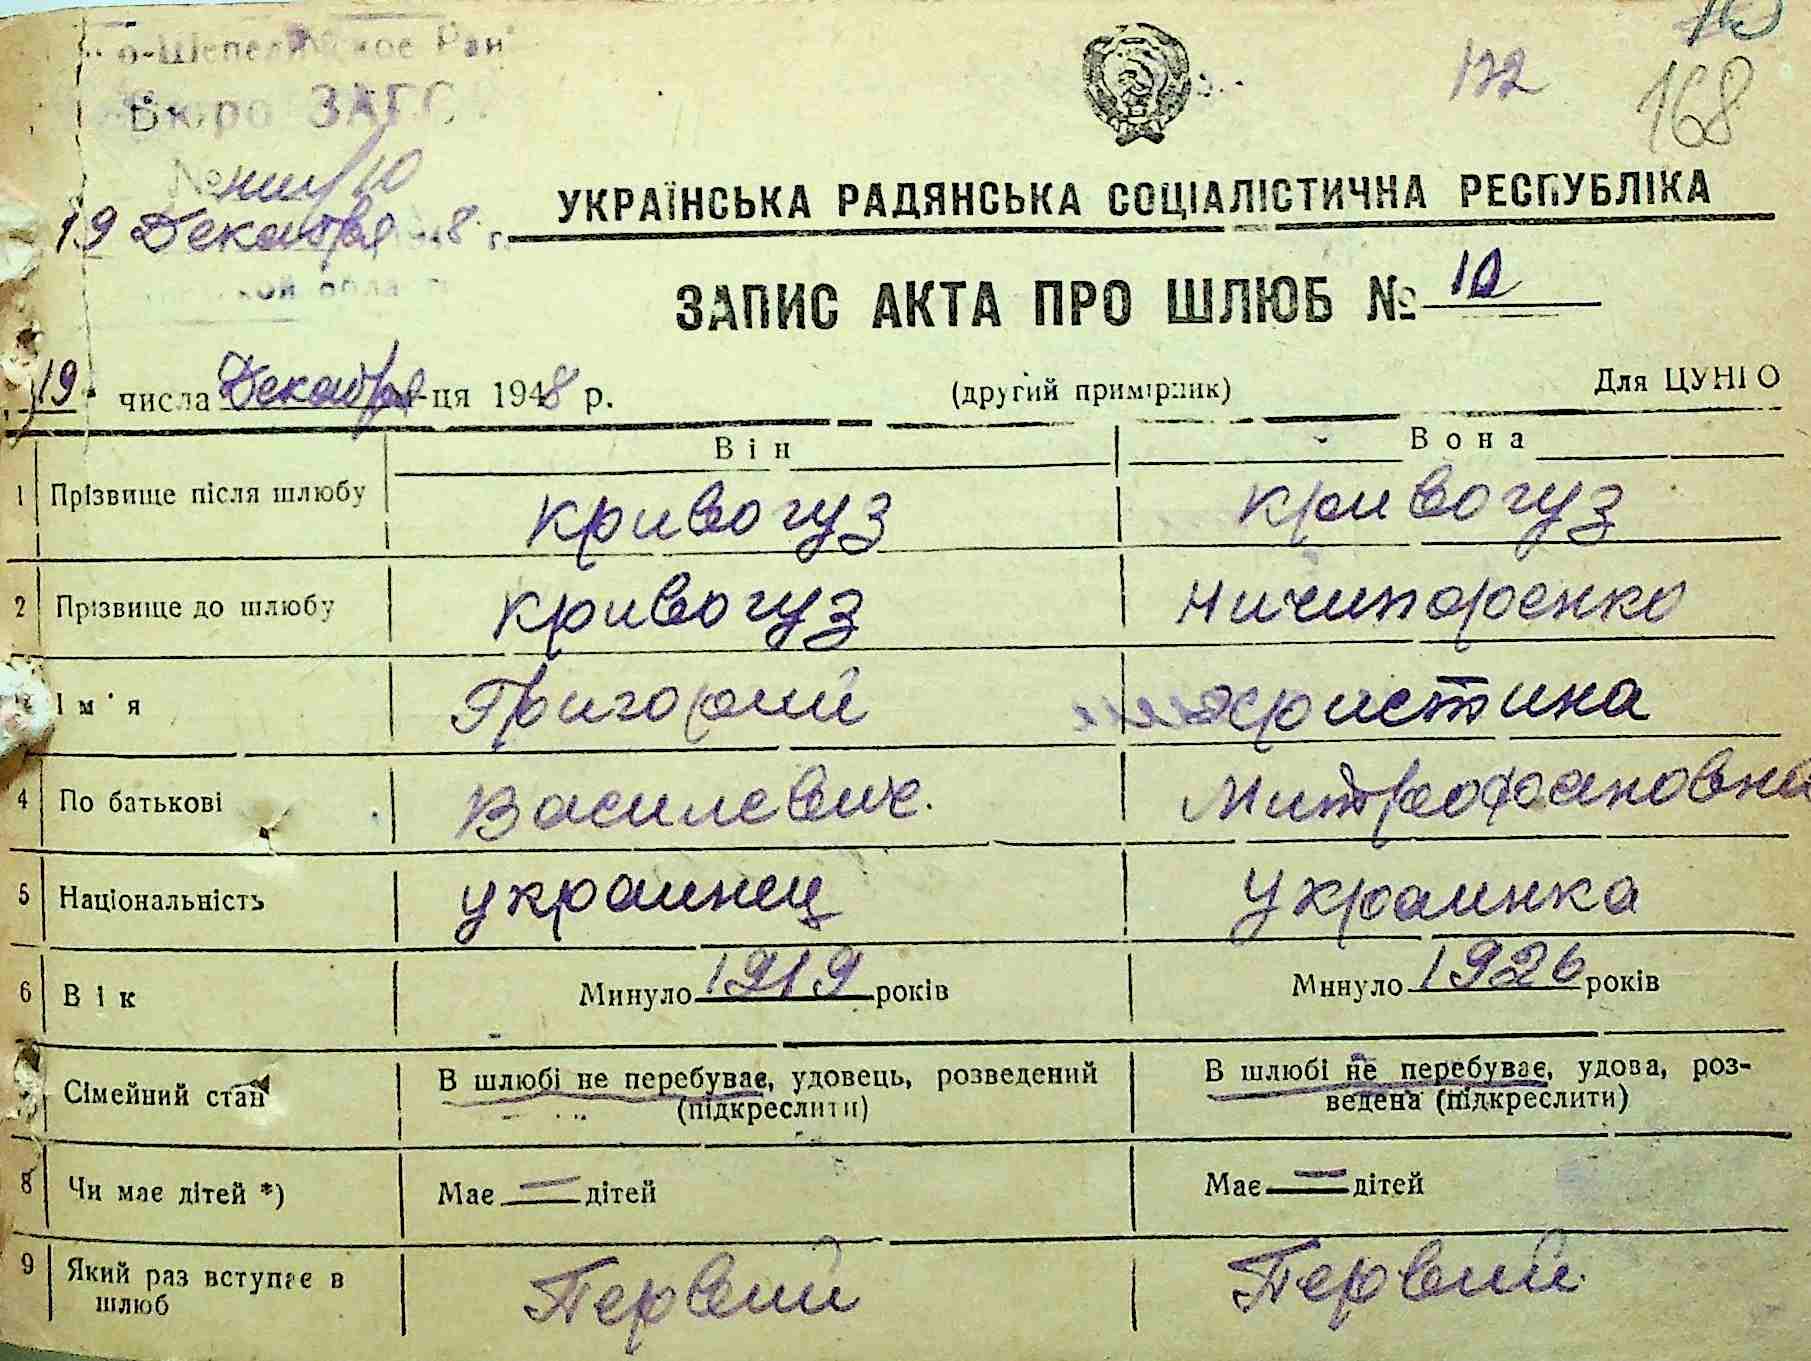 Бюро ЗАГС
19 Декабря 1948 г.
172
168
УКРАЇНСЬКА РАДЯНСЬКА СОЦІАЛІСТИЧНА РЕСПУБЛІКА
ЗАПИС АКТА ПРО ШЛЮБ № 10
19 числа Декабря -ця 1948 р. (другий примірник) Для ЦУНГО
Він Вона
1 Прізвище після шлюбу Кривогуз Кривогуз
2 Прізвище до шлюбу Кривогуз Ничипоренко
Ім'я Григорий Христина
4 По батькові Василевич. Митрофановна
5 Національність украинец украинка
6 Вік Минуло 1919 років Минуло 1926 років
Сімейний стан В шлюбі не перебуває, удовець, розведений В шлюбі не перебуває, удова, роз-
(підкреслити) ведена (підкреслити)
8 Чи має дітей *) Має — дітей Має — дітей
9 Який раз вступає в Первий Первий
шлюб